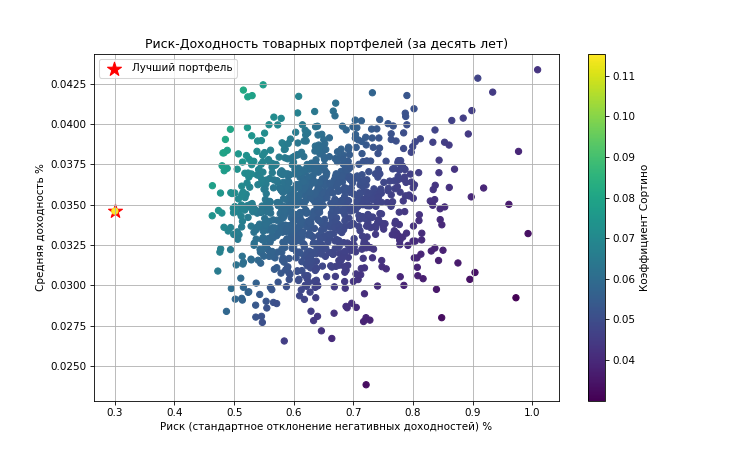 Риск-Доходность товарных портфелей (за десять лет)
Лучший портфель
Средняя доходность %
0.0425
0.0400
0.0375
0.0350
0.0325
0.0300
0.0275
0.0250
0.3 0.4 0.5 0.6 0.7 0.8 0.9 1.0
Риск (стандартное отклонение негативных доходностей) %
0.11
0.10
0.09
0.08
0.07
0.06
0.05
0.04
Коэффициент Сортино